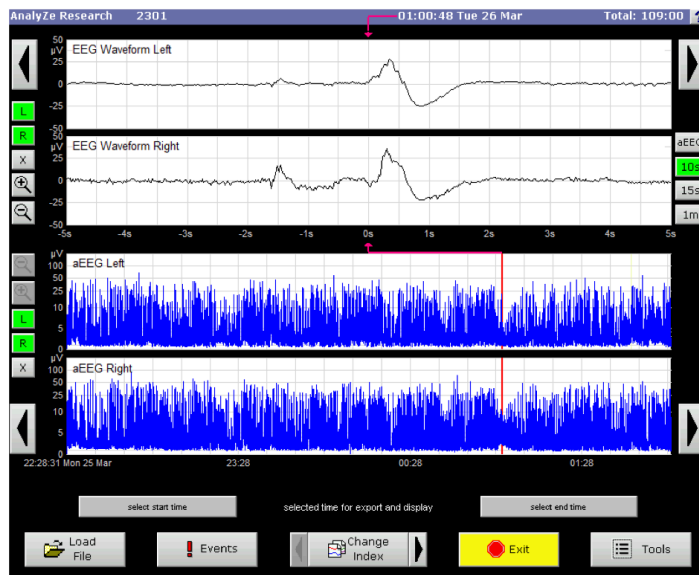 AnalyZe Research 2301 01:00:48 Tue 26 Mar Total: 109:00
50
µV
EEG Waveform Left
25
0
-25
-50
L
R
X
50
µV
EEG Waveform Right
25
0
-25
-50
aEEG
10s
15s
1m
-5s -4s -3s -2s -1s 0s 1s 2s 3s 4s 5s
µV
aEEG Left
100
50
25
10
5
0
L
R
X
µV
aEEG Right
100
50
25
10
5
0
22:28:31 Mon 25 Mar 23:28 00:28 01:28
select start time selected time for export and display select end time
Load File
Events
Change Index
Exit
Tools